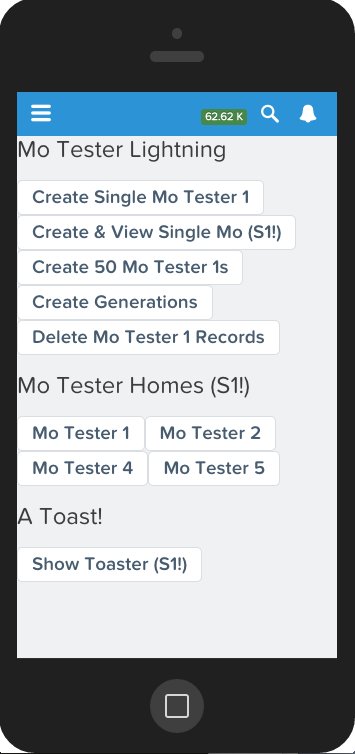 62.62 K
Mo Tester Lightning
Create Single Mo Tester 1
Create & View Single Mo (S1!)
Create 50 Mo Tester 1s
Create Generations
Delete Mo Tester 1 Records
Mo Tester Homes (S1!)
Mo Tester 1 Mo Tester 2
Mo Tester 4 Mo Tester 5
A Toast!
Show Toaster (S1!)